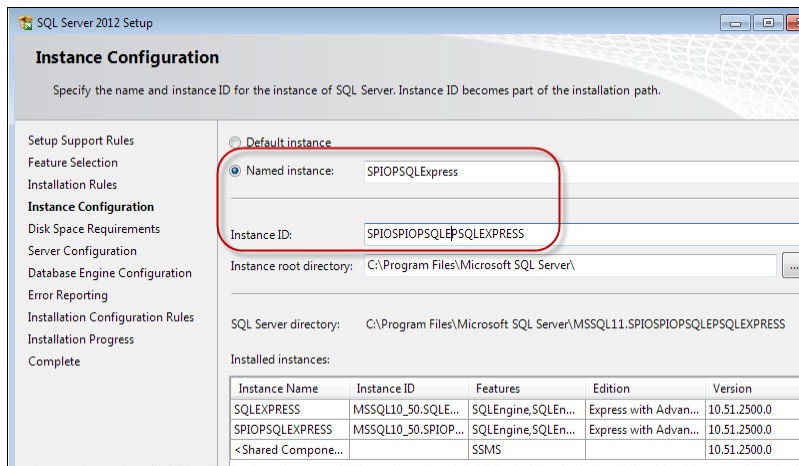 SQL Server 2012 Setup
Instance Configuration
Specify the name and instance ID for the instance of SQL Server. Instance ID becomes part of the installation path.
Setup Support Rules
Feature Selection
Installation Rules
Instance Configuration
Disk Space Requirements
Server Configuration
Database Engine Configuration
Error Reporting
Installation Configuration Rules
Installation Progress
Complete
Default instance
Named instance: SPIOPSQLExpress
Instance ID: SPIOSPIOPSQLEPSQLEXPRESS
Instance root directory: C:\Program Files\Microsoft SQL Server\ ...
SQL Server directory: C:\Program Files\Microsoft SQL Server\MSSQL11.SPIOSPIOPSQLEPSQLEXPRESS
Installed instances:
Instance Name Instance ID Features Edition Version
SQLEXPRESS MSSQL10_50.SQLE... SQLEngine,SQLEn... Express with Advan... 10.51.2500.0
SPIOPSQLEXPRESS MSSQL10_50.SPIOP... SQLEngine,SQLEn... Express with Advan... 10.51.2500.0
<Shared Compone... SSMS 10.51.2500.0